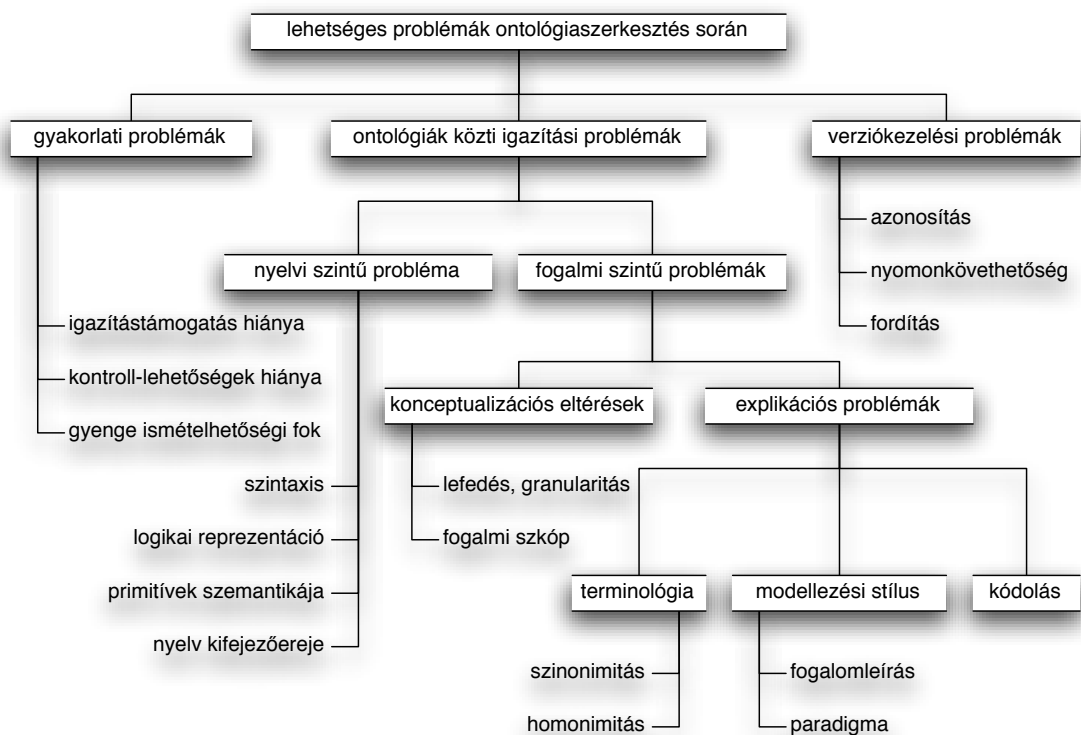 lehetséges problémák ontológiaszerkesztés során
gyakorlati problémák
ontológiák közti igazítási problémák
verziókezelési problémák
azonosítás
nyomonkövethetőség
fordítás
nyelvi szintű probléma
fogalmi szintű problémák
igazítástámogatás hiánya
kontroll-lehetőségek hiánya
gyenge ismételhetőségi fok
konceptualizációs eltérések
explikációs problémák
szintaxis
logikai reprezentáció
primitívek szemantikája
nyelv kifejezőereje
lefedés, granularitás
fogalmi szkóp
terminológia
modellezési stílus
kódolás
szinonimitás
homonimitás
fogalomleírás
paradigma